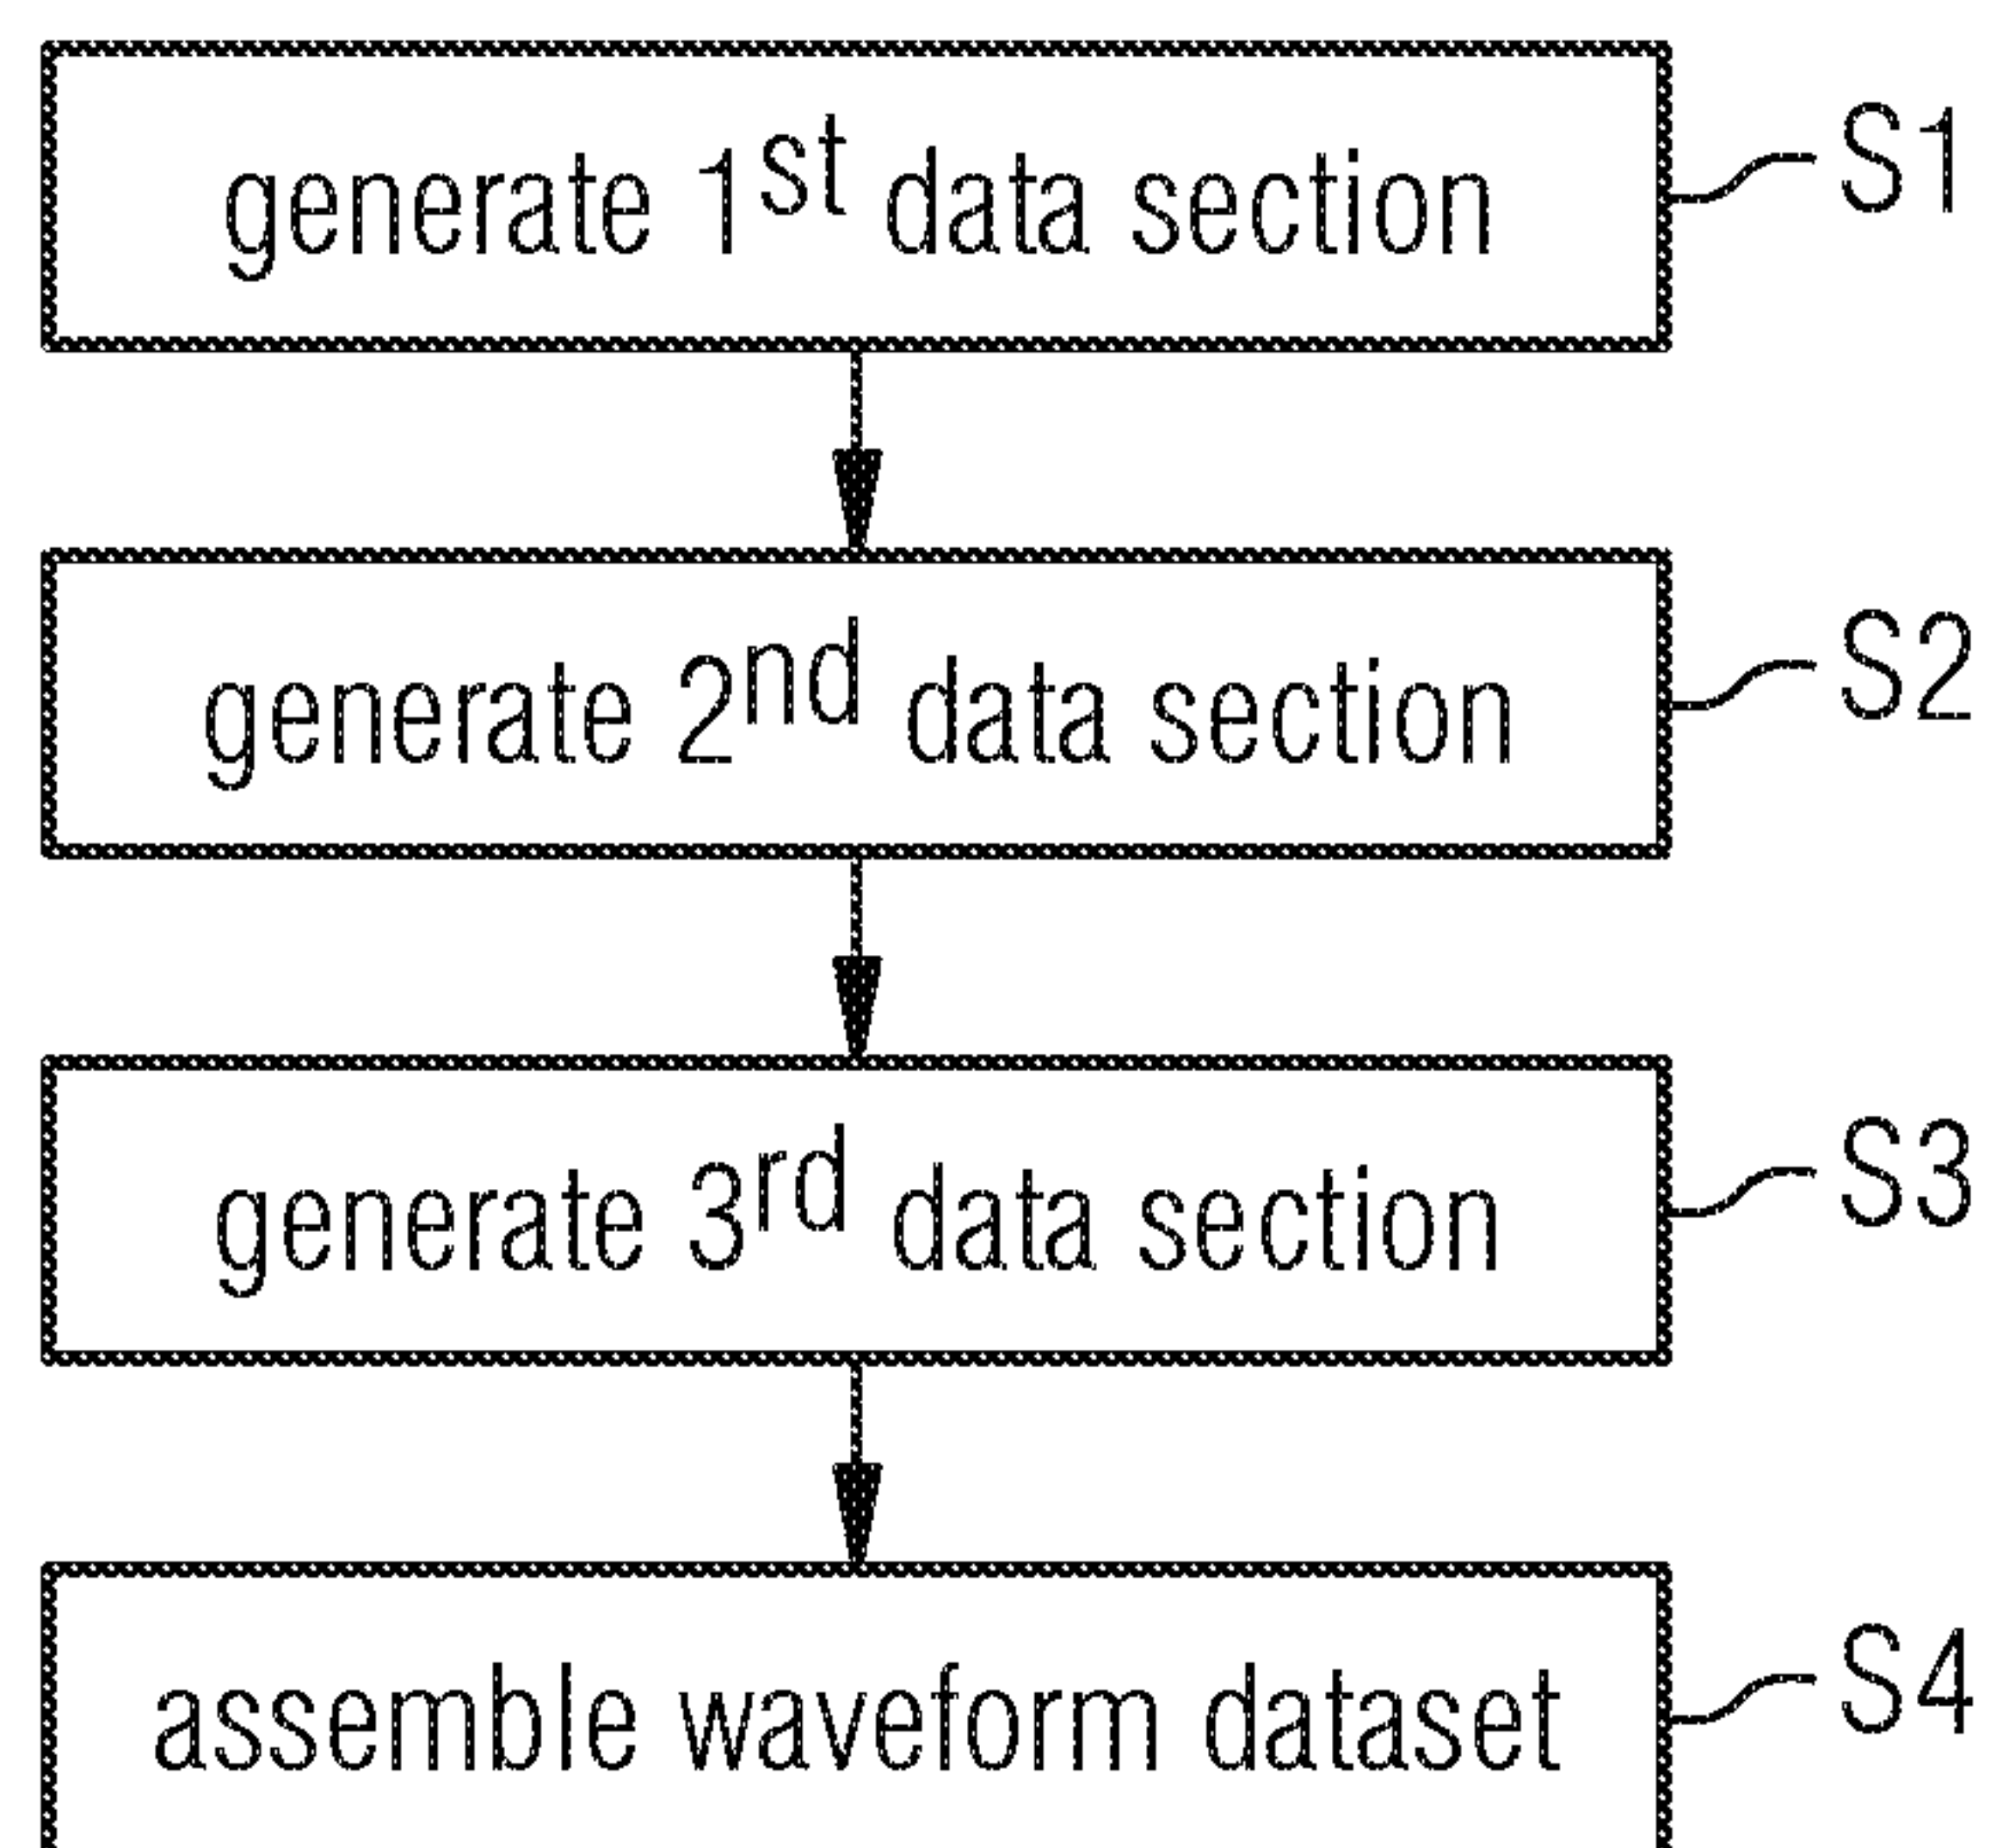 generate 1st data section S1
generate 2nd data section S2
generate 3rd data section S3
assemble waveform dataset S4